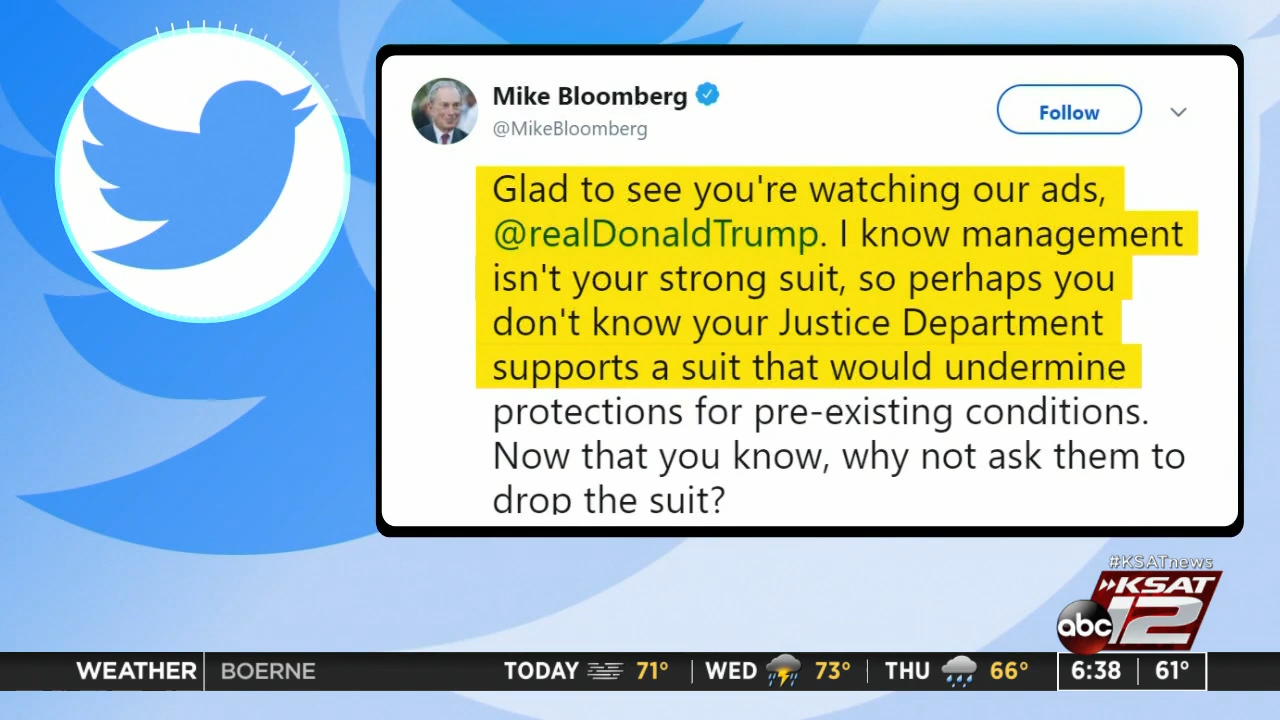 Mike Bloomberg
@MikeBloomberg
Follow
Glad to see you're watching our ads,
@realDonaldTrump. I know management
isn't your strong suit, so perhaps you
don't know your Justice Department
supports a suit that would undermine
protections for pre-existing conditions.
Now that you know, why not ask them to
drop the suit?
#KSATnews
KSAT
abc 12
WEATHER BOERNE TODAY 71° WED 73° THU 66° 6:38 61°